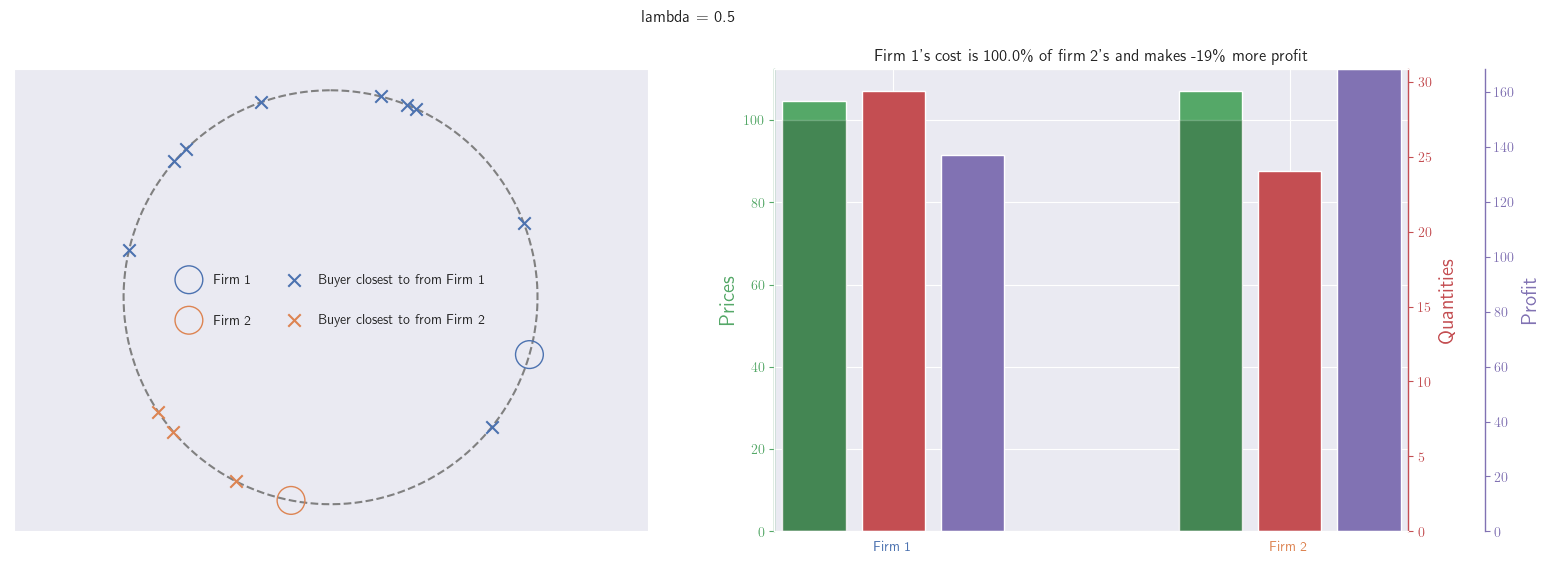 lambda = 0.5
Firm 1 Buyer closest to from Firm 1
Firm 2 Buyer closest to from Firm 2
Firm 1's cost is 100.0% of firm 2's and makes -19% more profit
Prices
100
80
60
40
20
0
Firm 1 Firm 2
Quantities
30
25
20
15
10
5
0
Profit
160
140
120
100
80
60
40
20
0